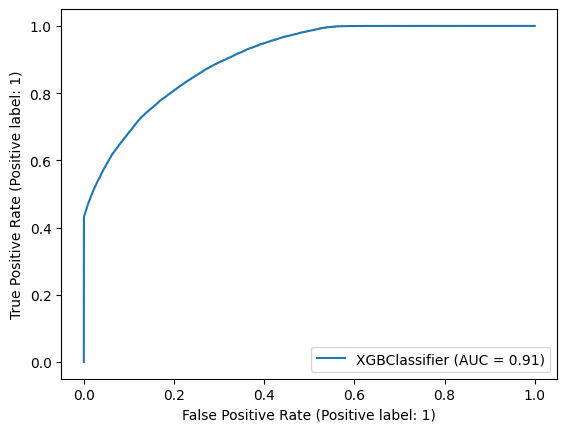 1.0
0.8
0.6
0.4
0.2
0.0
True Positive Rate (Positive label: 1)
XGBClassifier (AUC = 0.91)
0.0 0.2 0.4 0.6 0.8 1.0
False Positive Rate (Positive label: 1)